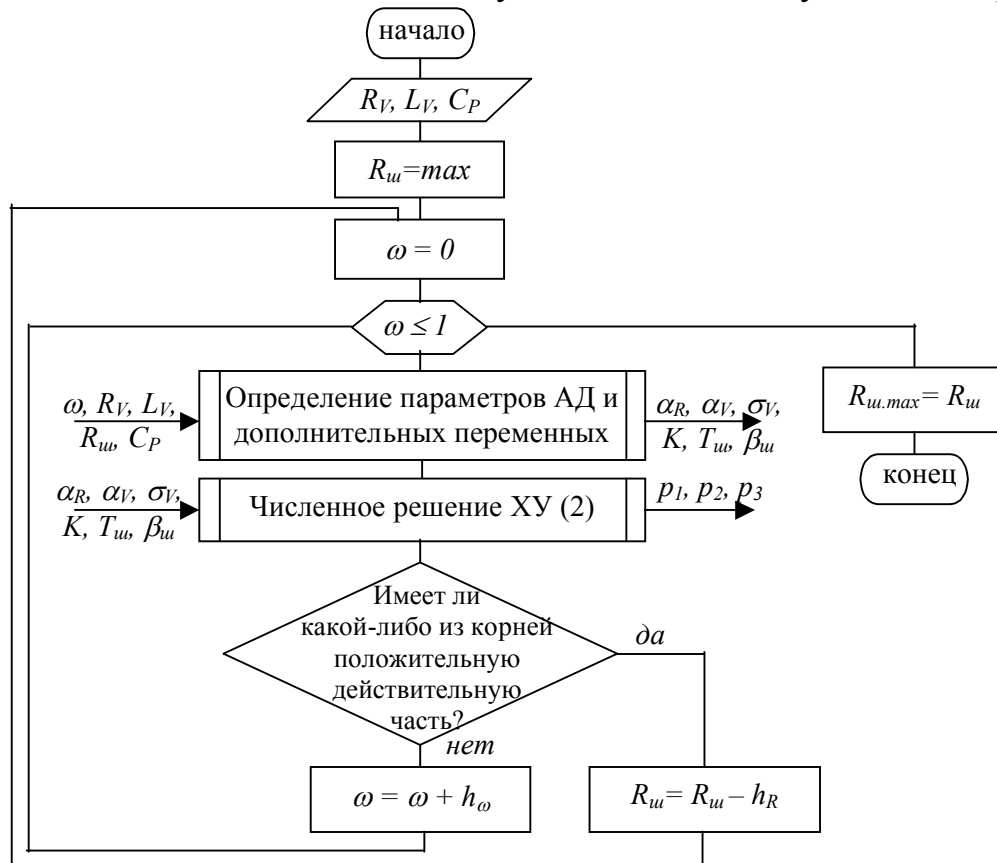 начало
R_V, L_V, C_P
R_ш=max
ω = 0
ω ≤ 1
ω, R_V, L_V,
R_ш, C_P
Определение параметров АД и
дополнительных переменных
α_R, α_V, σ_V,
K, T_ш, β_ш
R_ш.max= R_ш
конец
α_R, α_V, σ_V,
K, T_ш, β_ш
Численное решение ХУ (2)
p_1, p_2, p_3
Имеет ли
какой-либо из корней
положительную
действительную
часть?
да
нет
ω = ω + h_ω
R_ш= R_ш – h_R